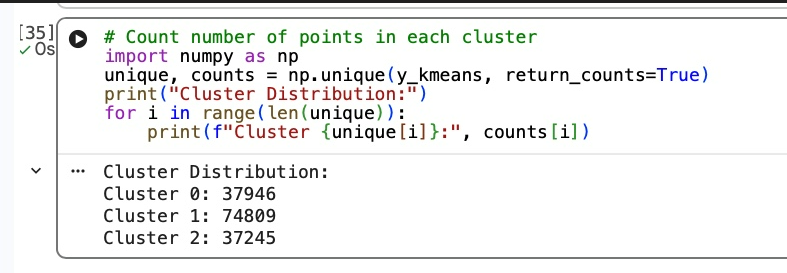 [35]
✓ 0s
# Count number of points in each cluster
import numpy as np
unique, counts = np.unique(y_kmeans, return_counts=True)
print("Cluster Distribution:")
for i in range(len(unique)):
    print(f"Cluster {unique[i]}:", counts[i])
... Cluster Distribution:
Cluster 0: 37946
Cluster 1: 74809
Cluster 2: 37245